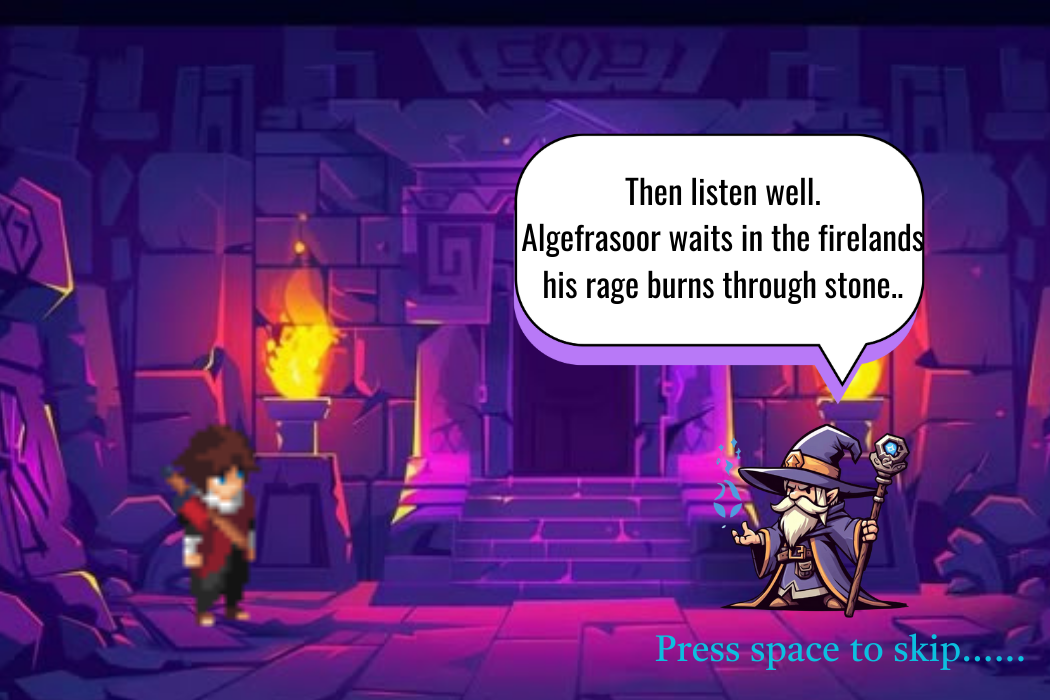 Then listen well.
Algefrasoor waits in the firelands
his rage burns through stone..
Press space to skip......